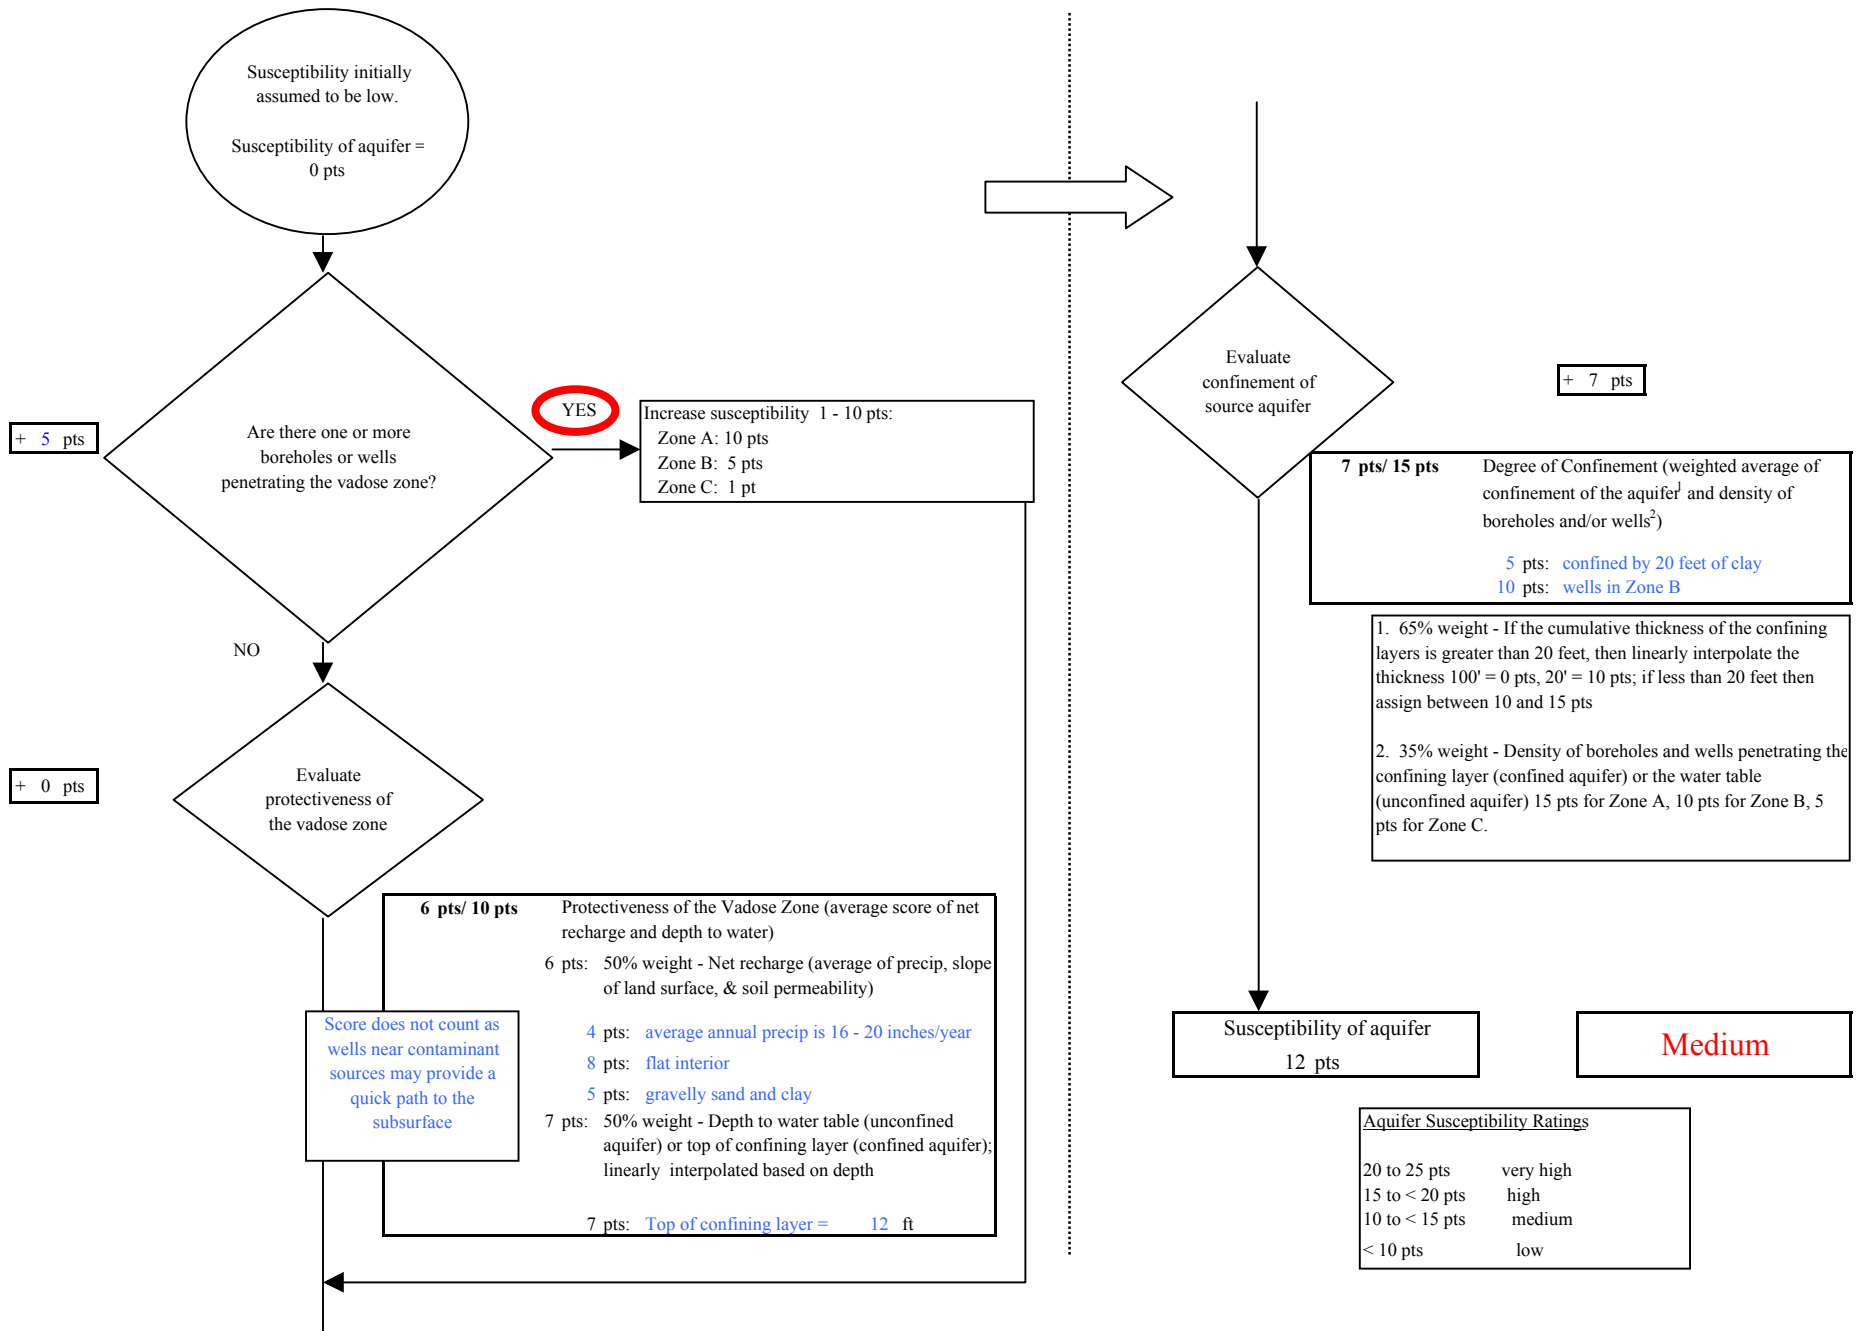 Susceptibility initially
assumed to be low.
Susceptibility of aquifer =
0 pts
+ 5 pts
Are there one or more
boreholes or wells
penetrating the vadose zone?
YES
Increase susceptibility 1 - 10 pts:
Zone A: 10 pts
Zone B: 5 pts
Zone C: 1 pt
NO
+ 0 pts
Evaluate
protectiveness of
the vadose zone
6 pts/ 10 pts Protectiveness of the Vadose Zone (average score of net
recharge and depth to water)
6 pts: 50% weight - Net recharge (average of precip, slope
of land surface, & soil permeability)
4 pts: average annual precip is 16 - 20 inches/year
8 pts: flat interior
5 pts: gravelly sand and clay
7 pts: 50% weight - Depth to water table (unconfined
aquifer) or top of confining layer (confined aquifer);
linearly interpolated based on depth
7 pts: Top of confining layer = 12 ft
Score does not count as
wells near contaminant
sources may provide a
quick path to the
subsurface
Evaluate
confinement of
source aquifer
+ 7 pts
7 pts/ 15 pts Degree of Confinement (weighted average of
confinement of the aquifer1 and density of
boreholes and/or wells2)
5 pts: confined by 20 feet of clay
10 pts: wells in Zone B
1. 65% weight - If the cumulative thickness of the confining
layers is greater than 20 feet, then linearly interpolate the
thickness 100' = 0 pts, 20' = 10 pts; if less than 20 feet then
assign between 10 and 15 pts
2. 35% weight - Density of boreholes and wells penetrating the
confining layer (confined aquifer) or the water table
(unconfined aquifer) 15 pts for Zone A, 10 pts for Zone B, 5
pts for Zone C.
Susceptibility of aquifer
12 pts
Medium
Aquifer Susceptibility Ratings
20 to 25 pts very high
15 to < 20 pts high
10 to < 15 pts medium
< 10 pts low